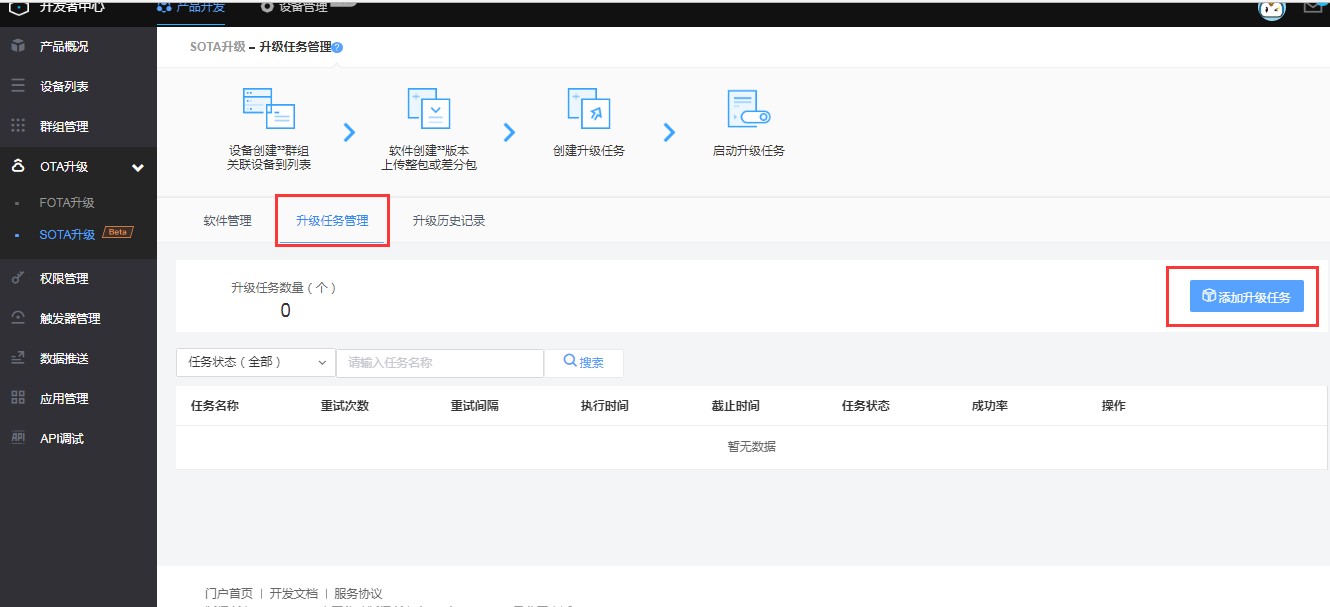 开发者中心
产品开发
设备管理
产品概况
设备列表
群组管理
OTA升级
FOTA升级
SOTA升级 Beta
权限管理
触发器管理
数据推送
应用管理
API API调试
SOTA升级 – 升级任务管理 ?
设备创建**群组
关联设备到列表
软件创建**版本
上传整包或差分包
创建升级任务
启动升级任务
软件管理 升级任务管理 升级历史记录
升级任务数量（个）
0
添加升级任务
任务状态（全部） 请输入任务名称 搜索
任务名称 重试次数 重试间隔 执行时间 截止时间 任务状态 成功率 操作
暂无数据
门户首页 | 开发文档 | 服务协议